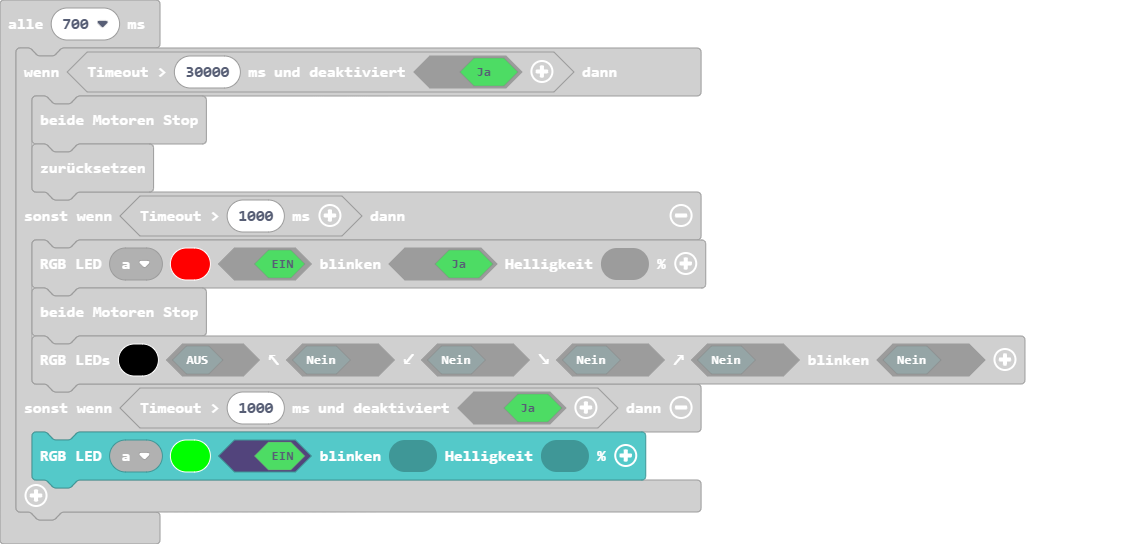 alle 700 ms
wenn Timeout > 30000 ms und deaktiviert Ja dann
beide Motoren Stop
zurücksetzen
sonst wenn Timeout > 1000 ms dann
RGB LED a EIN blinken Ja Helligkeit %
beide Motoren Stop
RGB LEDs AUS ↖ Nein ↙ Nein ↘ Nein ↗ Nein blinken Nein
sonst wenn Timeout > 1000 ms und deaktiviert Ja dann
RGB LED a EIN blinken Helligkeit %